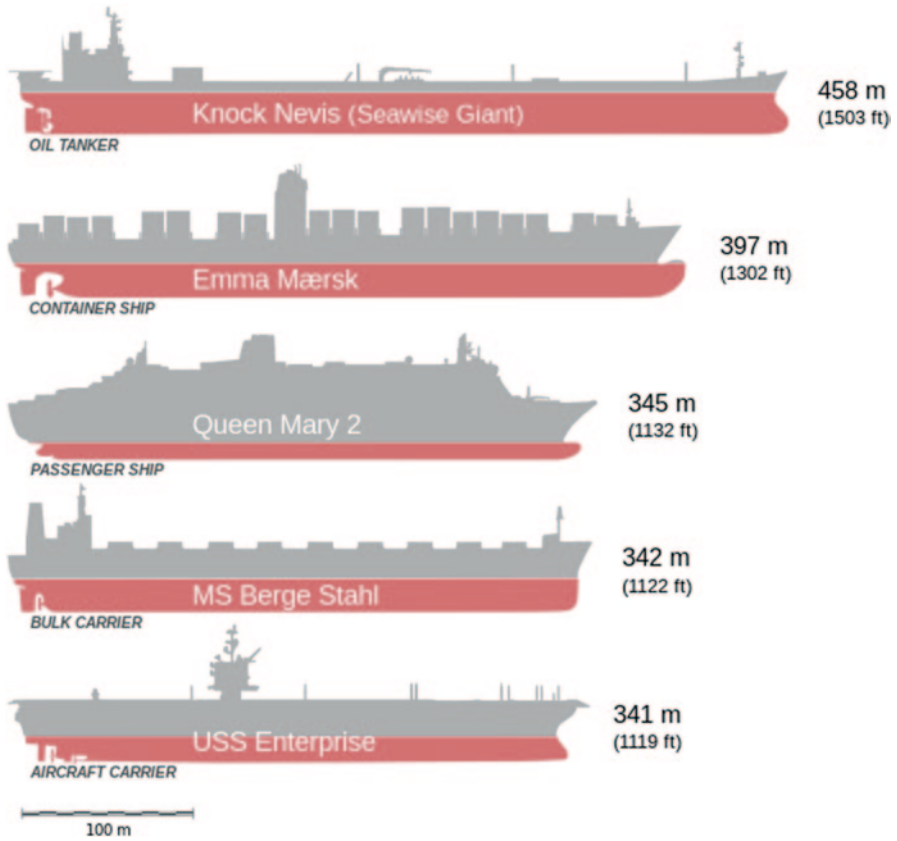 Knock Nevis (Seawise Giant)
458 m
(1503 ft)
OIL TANKER
Emma Mærsk
397 m
(1302 ft)
CONTAINER SHIP
Queen Mary 2
345 m
(1132 ft)
PASSENGER SHIP
MS Berge Stahl
342 m
(1122 ft)
BULK CARRIER
USS Enterprise
341 m
(1119 ft)
AIRCRAFT CARRIER
100 m